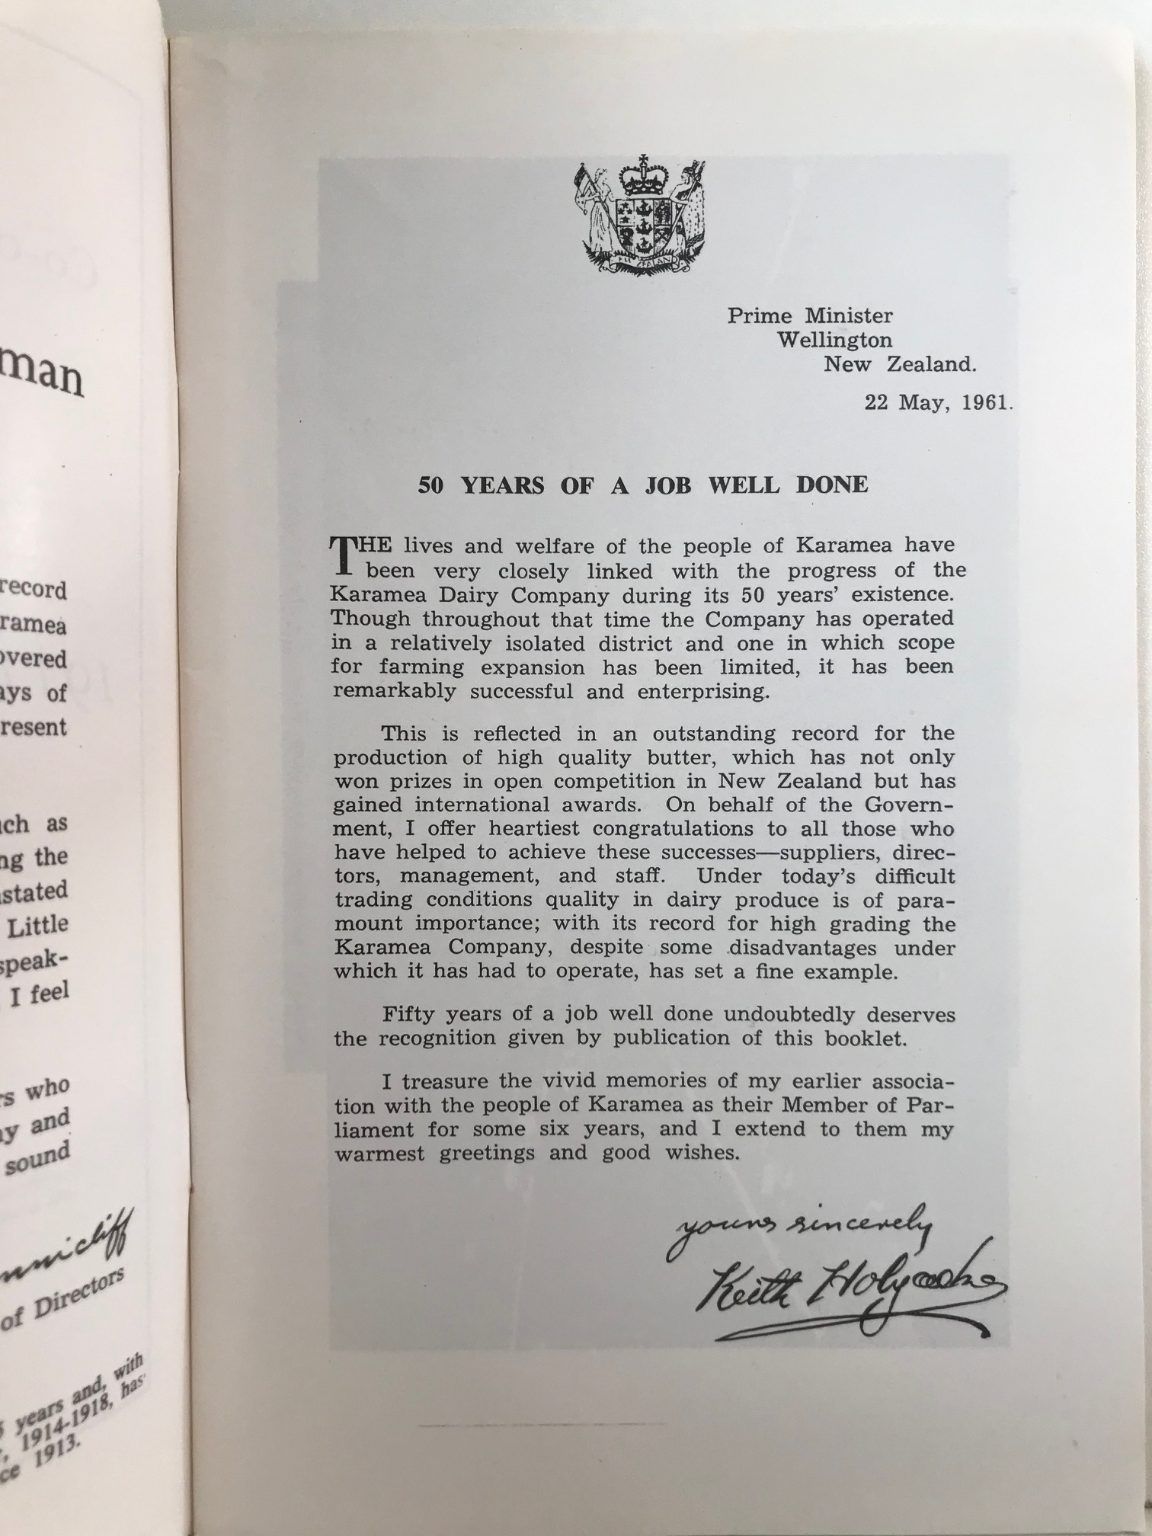 man
record
ramea
overed
ays of
resent
uch as
ng the
stated
Little
speak-
I feel
rs who
ay and
sound
of Directors
years and, with
1914-1918, has
ce 1913.
Prime Minister
Wellington
New Zealand.
22 May, 1961.
50 YEARS OF A JOB WELL DONE
THE lives and welfare of the people of Karamea have
been very closely linked with the progress of the
Karamea Dairy Company during its 50 years' existence.
Though throughout that time the Company has operated
in a relatively isolated district and one in which scope
for farming expansion has been limited, it has been
remarkably successful and enterprising.
This is reflected in an outstanding record for the
production of high quality butter, which has not only
won prizes in open competition in New Zealand but has
gained international awards. On behalf of the Govern-
ment, I offer heartiest congratulations to all those who
have helped to achieve these successes—suppliers, direc-
tors, management, and staff. Under today's difficult
trading conditions quality in dairy produce is of para-
mount importance; with its record for high grading the
Karamea Company, despite some disadvantages under
which it has had to operate, has set a fine example.
Fifty years of a job well done undoubtedly deserves
the recognition given by publication of this booklet.
I treasure the vivid memories of my earlier associa-
tion with the people of Karamea as their Member of Par-
liament for some six years, and I extend to them my
warmest greetings and good wishes.
yours sincerely
Keith Holyoake